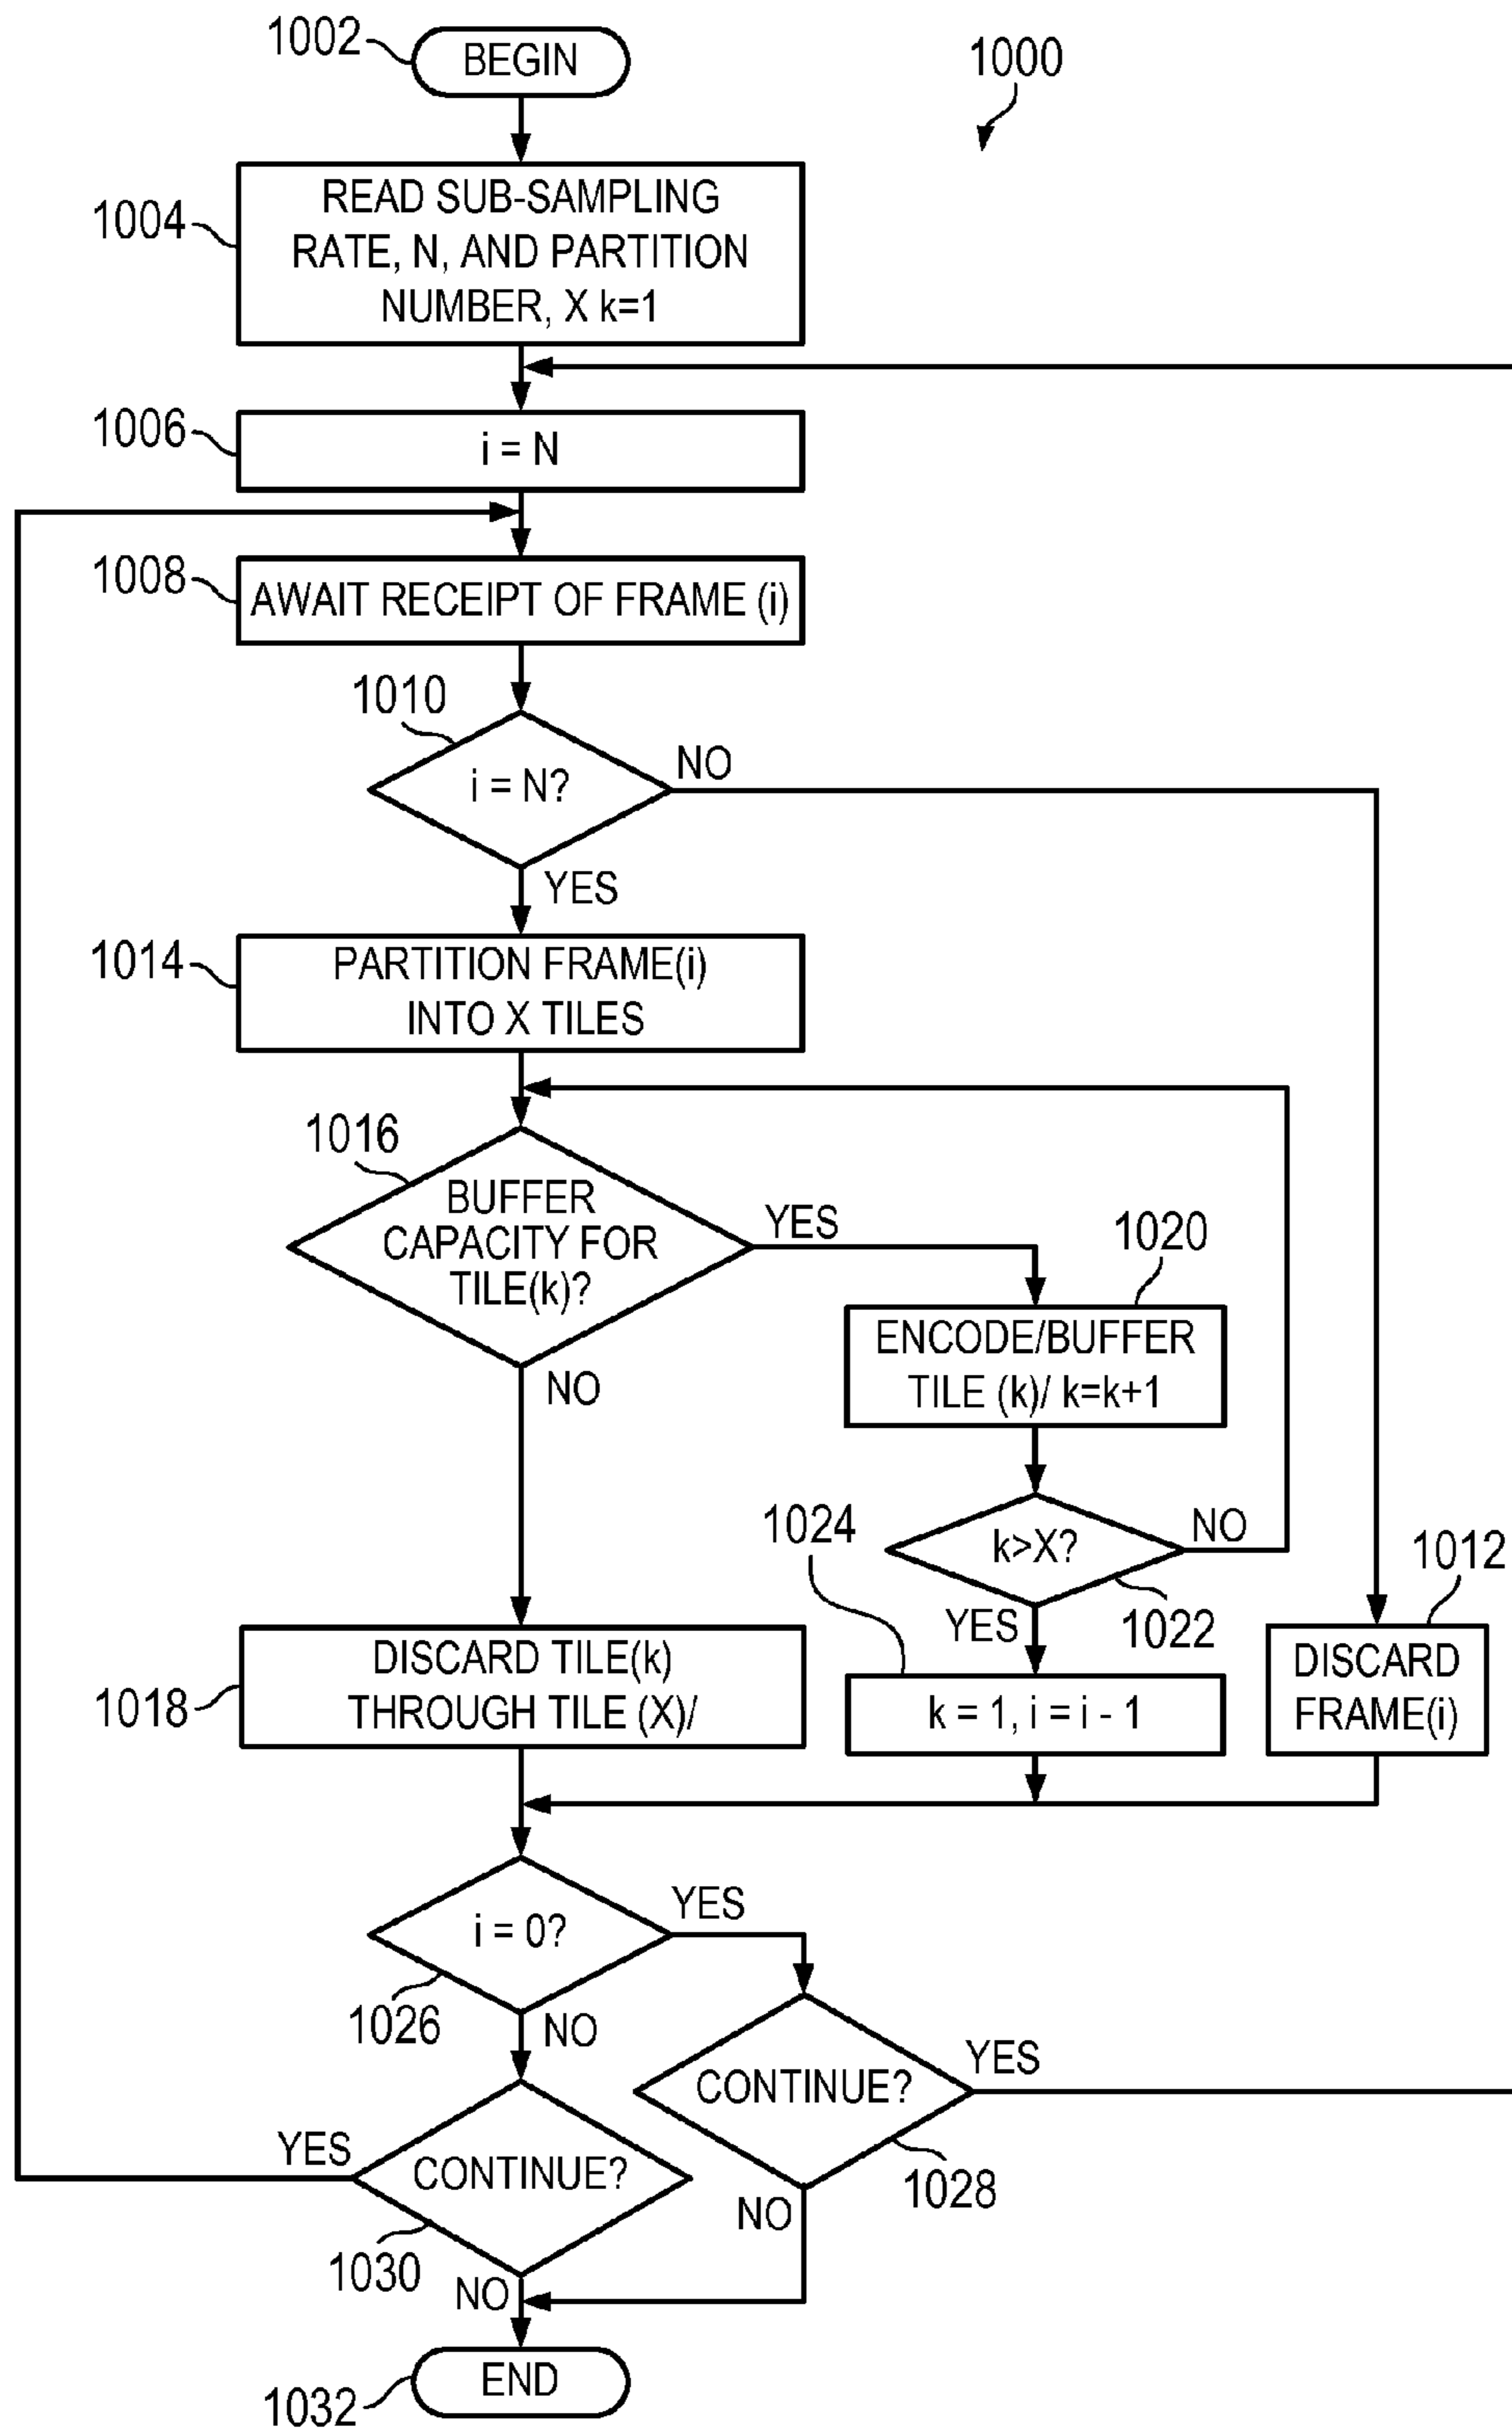 1002
BEGIN
1000
1004
READ SUB-SAMPLING
RATE, N, AND PARTITION
NUMBER, X k=1
1006
i = N
1008
AWAIT RECEIPT OF FRAME (i)
1010
i = N?
NO
YES
1014
PARTITION FRAME(i)
INTO X TILES
1016
BUFFER
CAPACITY FOR
TILE(k)?
YES
NO
1020
ENCODE/BUFFER
TILE (k)/ k=k+1
1024
k>X?
NO
YES
1022
1012
DISCARD
FRAME(i)
1018
DISCARD TILE(k)
THROUGH TILE (X)/
k = 1, i = i - 1
i = 0?
YES
1026
NO
CONTINUE?
YES
1028
NO
YES
CONTINUE?
1030
NO
END
1032